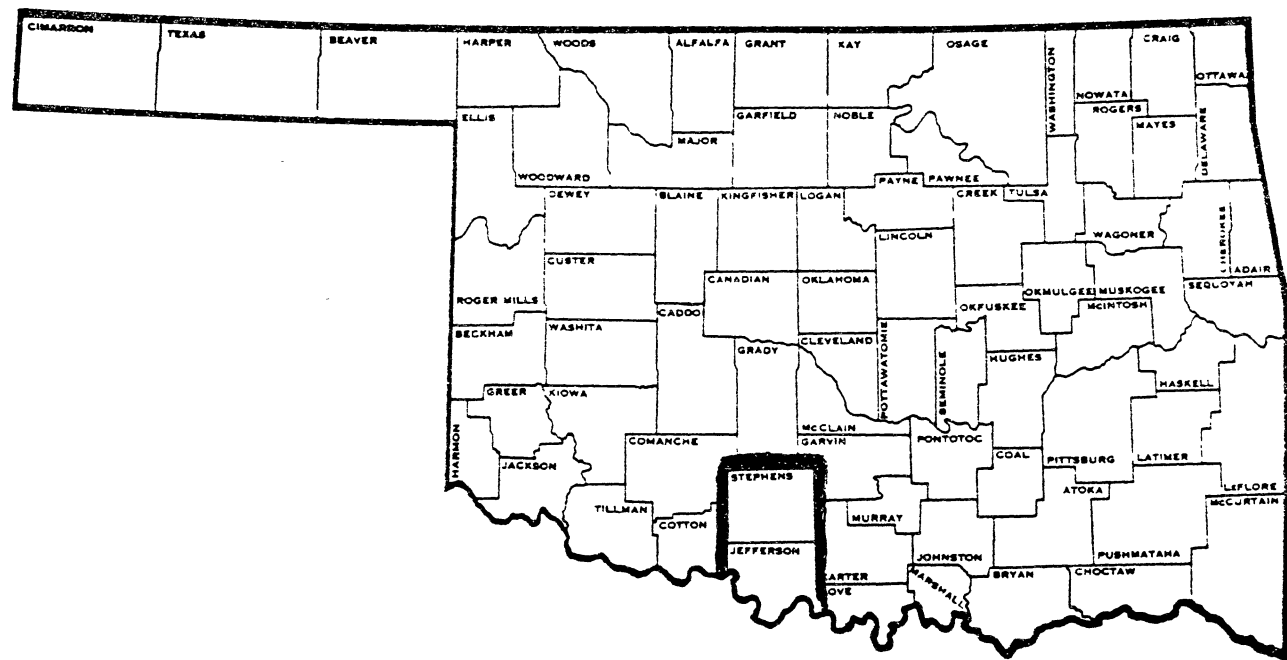 CIMARRON
TEXAS
BEAVER
HARPER
WOODS
ALFALFA
GRANT
KAY
OSAGE
WASHINGTON
NOWATA
CRAIG
OTTAWA
ROGERS
MAYES
DELAWARE
ELLIS
WOODWARD
MAJOR
GARFIELD
NOBLE
PAYNE
PAWNEE
DEWEY
BLAINE
KINGFISHER
LOGAN
CREEK
TULSA
LINCOLN
WAGONER
CHEROKEE
ADAIR
CUSTER
CANADIAN
OKLAHOMA
OKMULGEE
MUSKOGEE
SEQUOYAH
ROGER MILLS
CADDO
OKFUSKEE
McINTOSH
BECKHAM
WASHITA
GRADY
CLEVELAND
POTTAWATOMIE
SEMINOLE
HUGHES
HASKELL
GREER
KIOWA
HARMON
JACKSON
COMANCHE
McCLAIN
GARVIN
PONTOTOC
COAL
PITTSBURG
LATIMER
LeFLORE
McCURTAIN
STEPHENS
TILLMAN
COTTON
MURRAY
ATOKA
JEFFERSON
JOHNSTON
PUSHMATAHA
CARTER
LOVE
MARSHALL
BRYAN
CHOCTAW